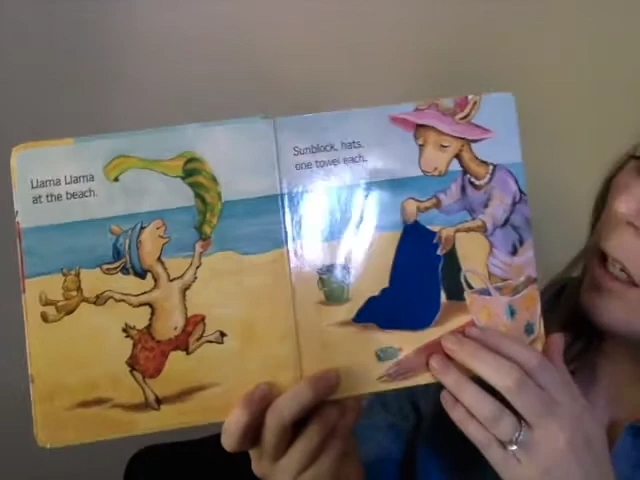 Llama Llama
at the beach.
Sunblock, hats,
one towel each.